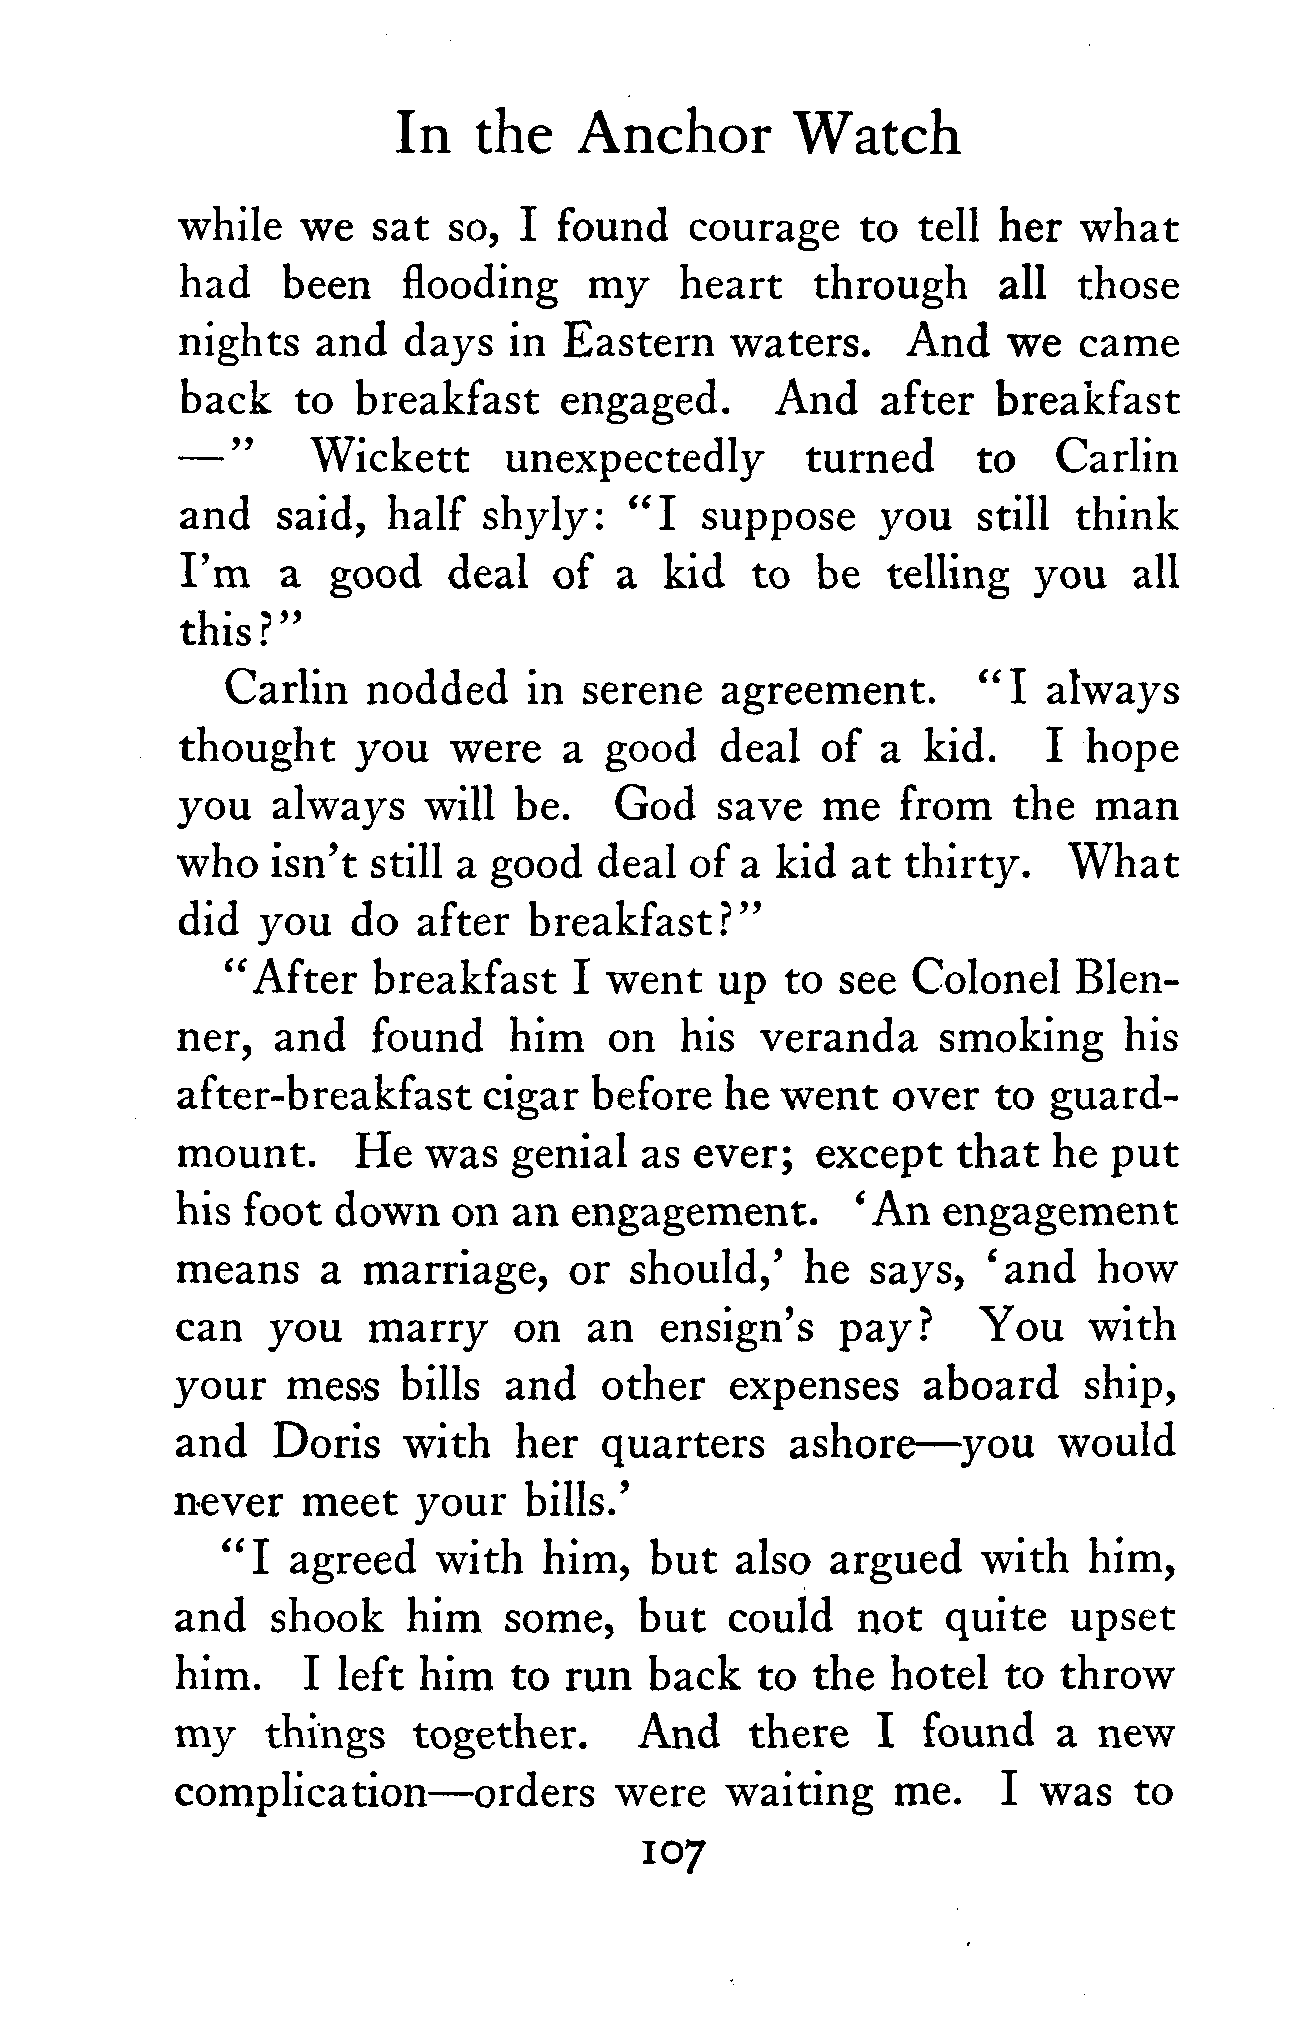 In the Anchor Watch
while we sat so, I found courage to tell her what
had been flooding my heart through all those
nights and days in Eastern waters. And we came
back to breakfast engaged. And after breakfast
—” Wickett unexpectedly turned to Carlin
and said, half shyly: “I suppose you still think
I’m a good deal of a kid to be telling you all
this?”
Carlin nodded in serene agreement. “I always
thought you were a good deal of a kid. I hope
you always will be. God save me from the man
who isn’t still a good deal of a kid at thirty. What
did you do after breakfast?”
“After breakfast I went up to see Colonel Blen-
ner, and found him on his veranda smoking his
after-breakfast cigar before he went over to guard-
mount. He was genial as ever; except that he put
his foot down on an engagement. ‘An engagement
means a marriage, or should,’ he says, ‘and how
can you marry on an ensign’s pay? You with
your mess bills and other expenses aboard ship,
and Doris with her quarters ashore—you would
never meet your bills.’
“I agreed with him, but also argued with him,
and shook him some, but could not quite upset
him. I left him to run back to the hotel to throw
my things together. And there I found a new
complication—orders were waiting me. I was to
107